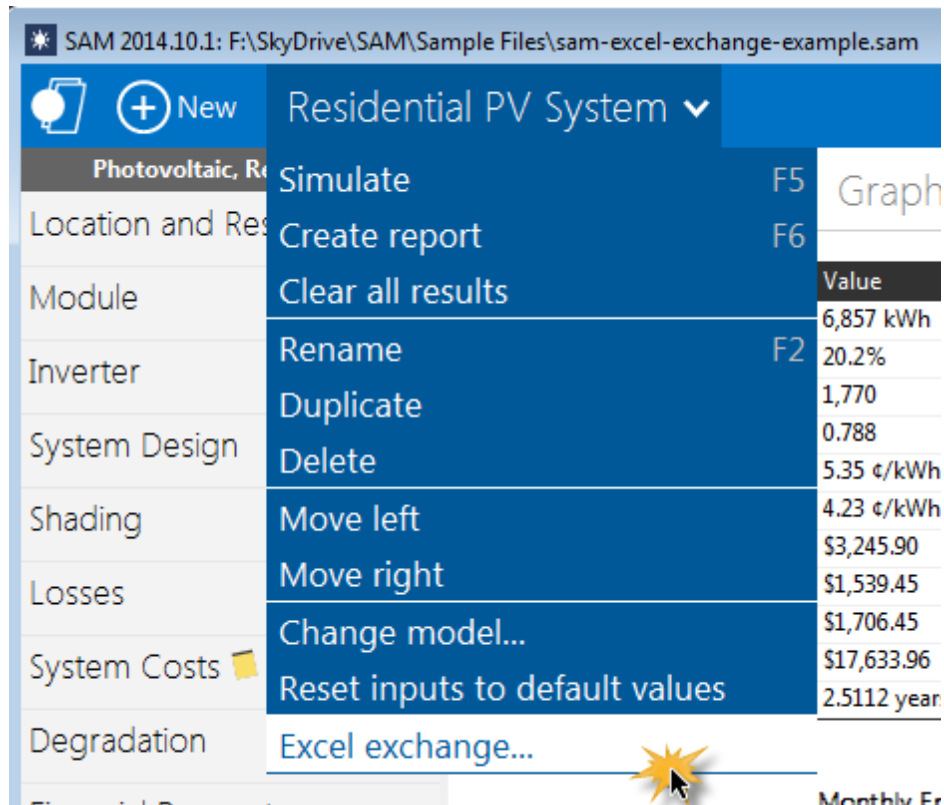 SAM 2014.10.1: F:\SkyDrive\SAM\Sample Files\sam-excel-exchange-example.sam
New
Residential PV System
Photovoltaic, Re
Location and Res
Module
Inverter
System Design
Shading
Losses
System Costs
Degradation
Simulate F5
Create report F6
Clear all results
Rename F2
Duplicate
Delete
Move left
Move right
Change model...
Reset inputs to default values
Excel exchange...
Graph
Value
6,857 kWh
20.2%
1,770
0.788
5.35 ¢/kWh
4.23 ¢/kWh
$3,245.90
$1,539.45
$1,706.45
$17,633.96
2.5112 years
Monthly En